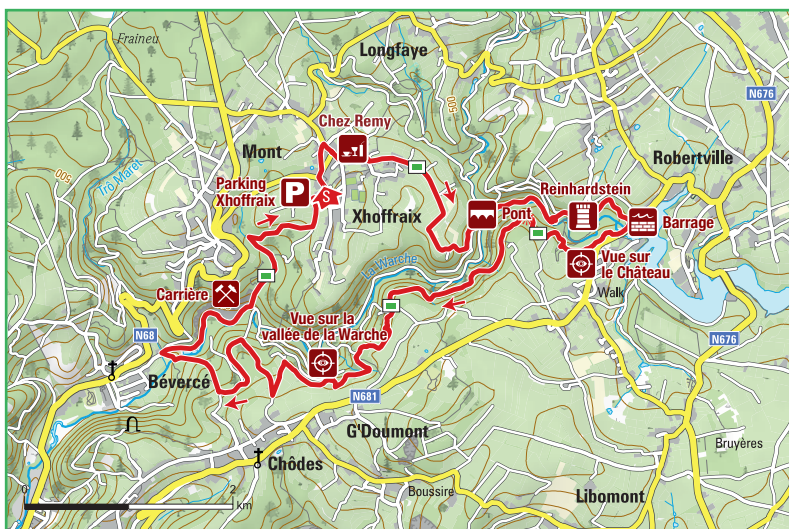 Fraineu
Longfaye
N676
500
Chez Remy
Mont
Robertville
Trô Maret
500
Parking
Xhoffraix
P
S
Reinhardstein
Xhoffraix
Pont
Barrage
La Warche
Vue sur
le Château
Walk
Carrière
Vue sur la
vallée de la Warche
N68
N676
Bévercé
N681
G'Doumont
Bruyères
Chôdes
Boussire
Libomont
0
2
km